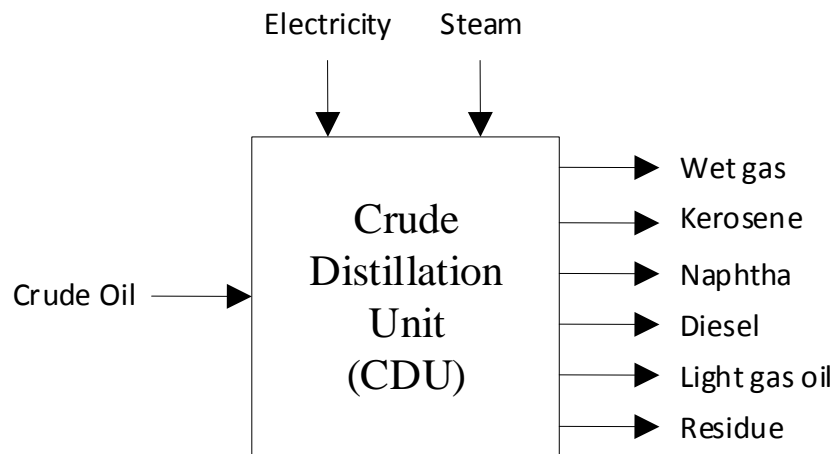 Electricity
Steam
Crude Oil
Crude
Distillation
Unit
(CDU)
Wet gas
Kerosene
Naphtha
Diesel
Light gas oil
Residue